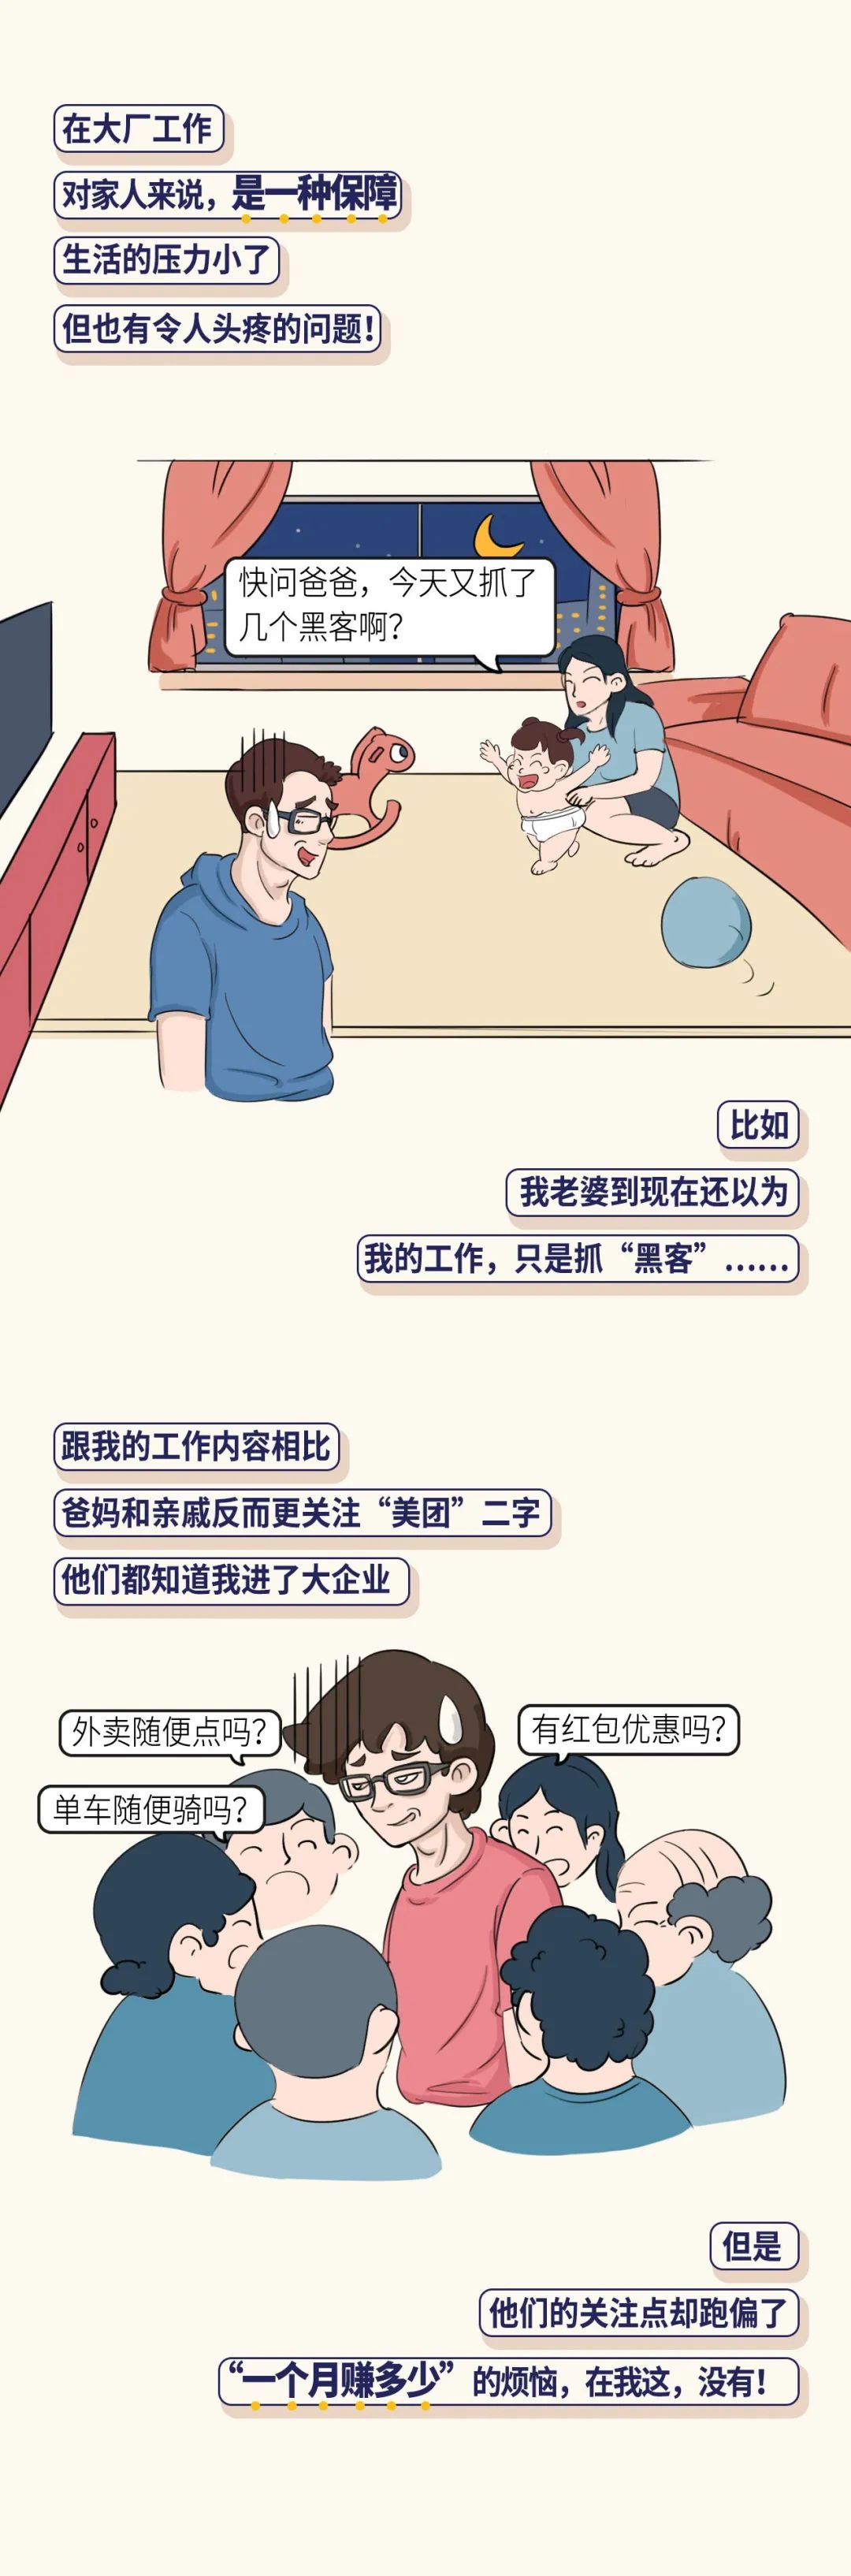 在大厂工作
对家人来说，是一种保障
生活的压力小了
但也有令人头疼的问题！
快问爸爸，今天又抓了
几个黑客啊？
比如
我老婆到现在还以为
我的工作，只是抓“黑客”……
跟我的工作内容相比
爸妈和亲戚反而更关注“美团”二字
他们都知道我进了大企业
外卖随便点吗？
有红包优惠吗？
单车随便骑吗？
但是
他们的关注点却跑偏了
“一个月赚多少”的烦恼，在我这，没有！